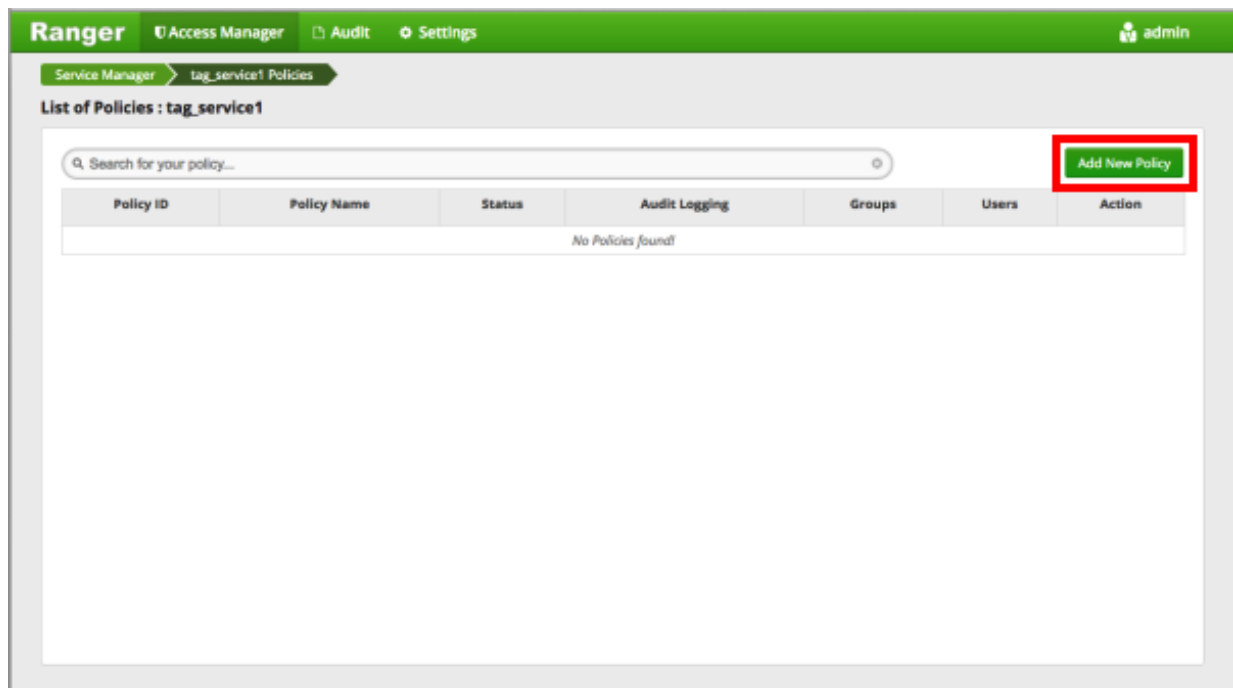 Ranger Access Manager Audit Settings admin
Service Manager tag_service1 Policies
List of Policies : tag_service1
Search for your policy... Add New Policy
Policy ID Policy Name Status Audit Logging Groups Users Action
No Policies found!